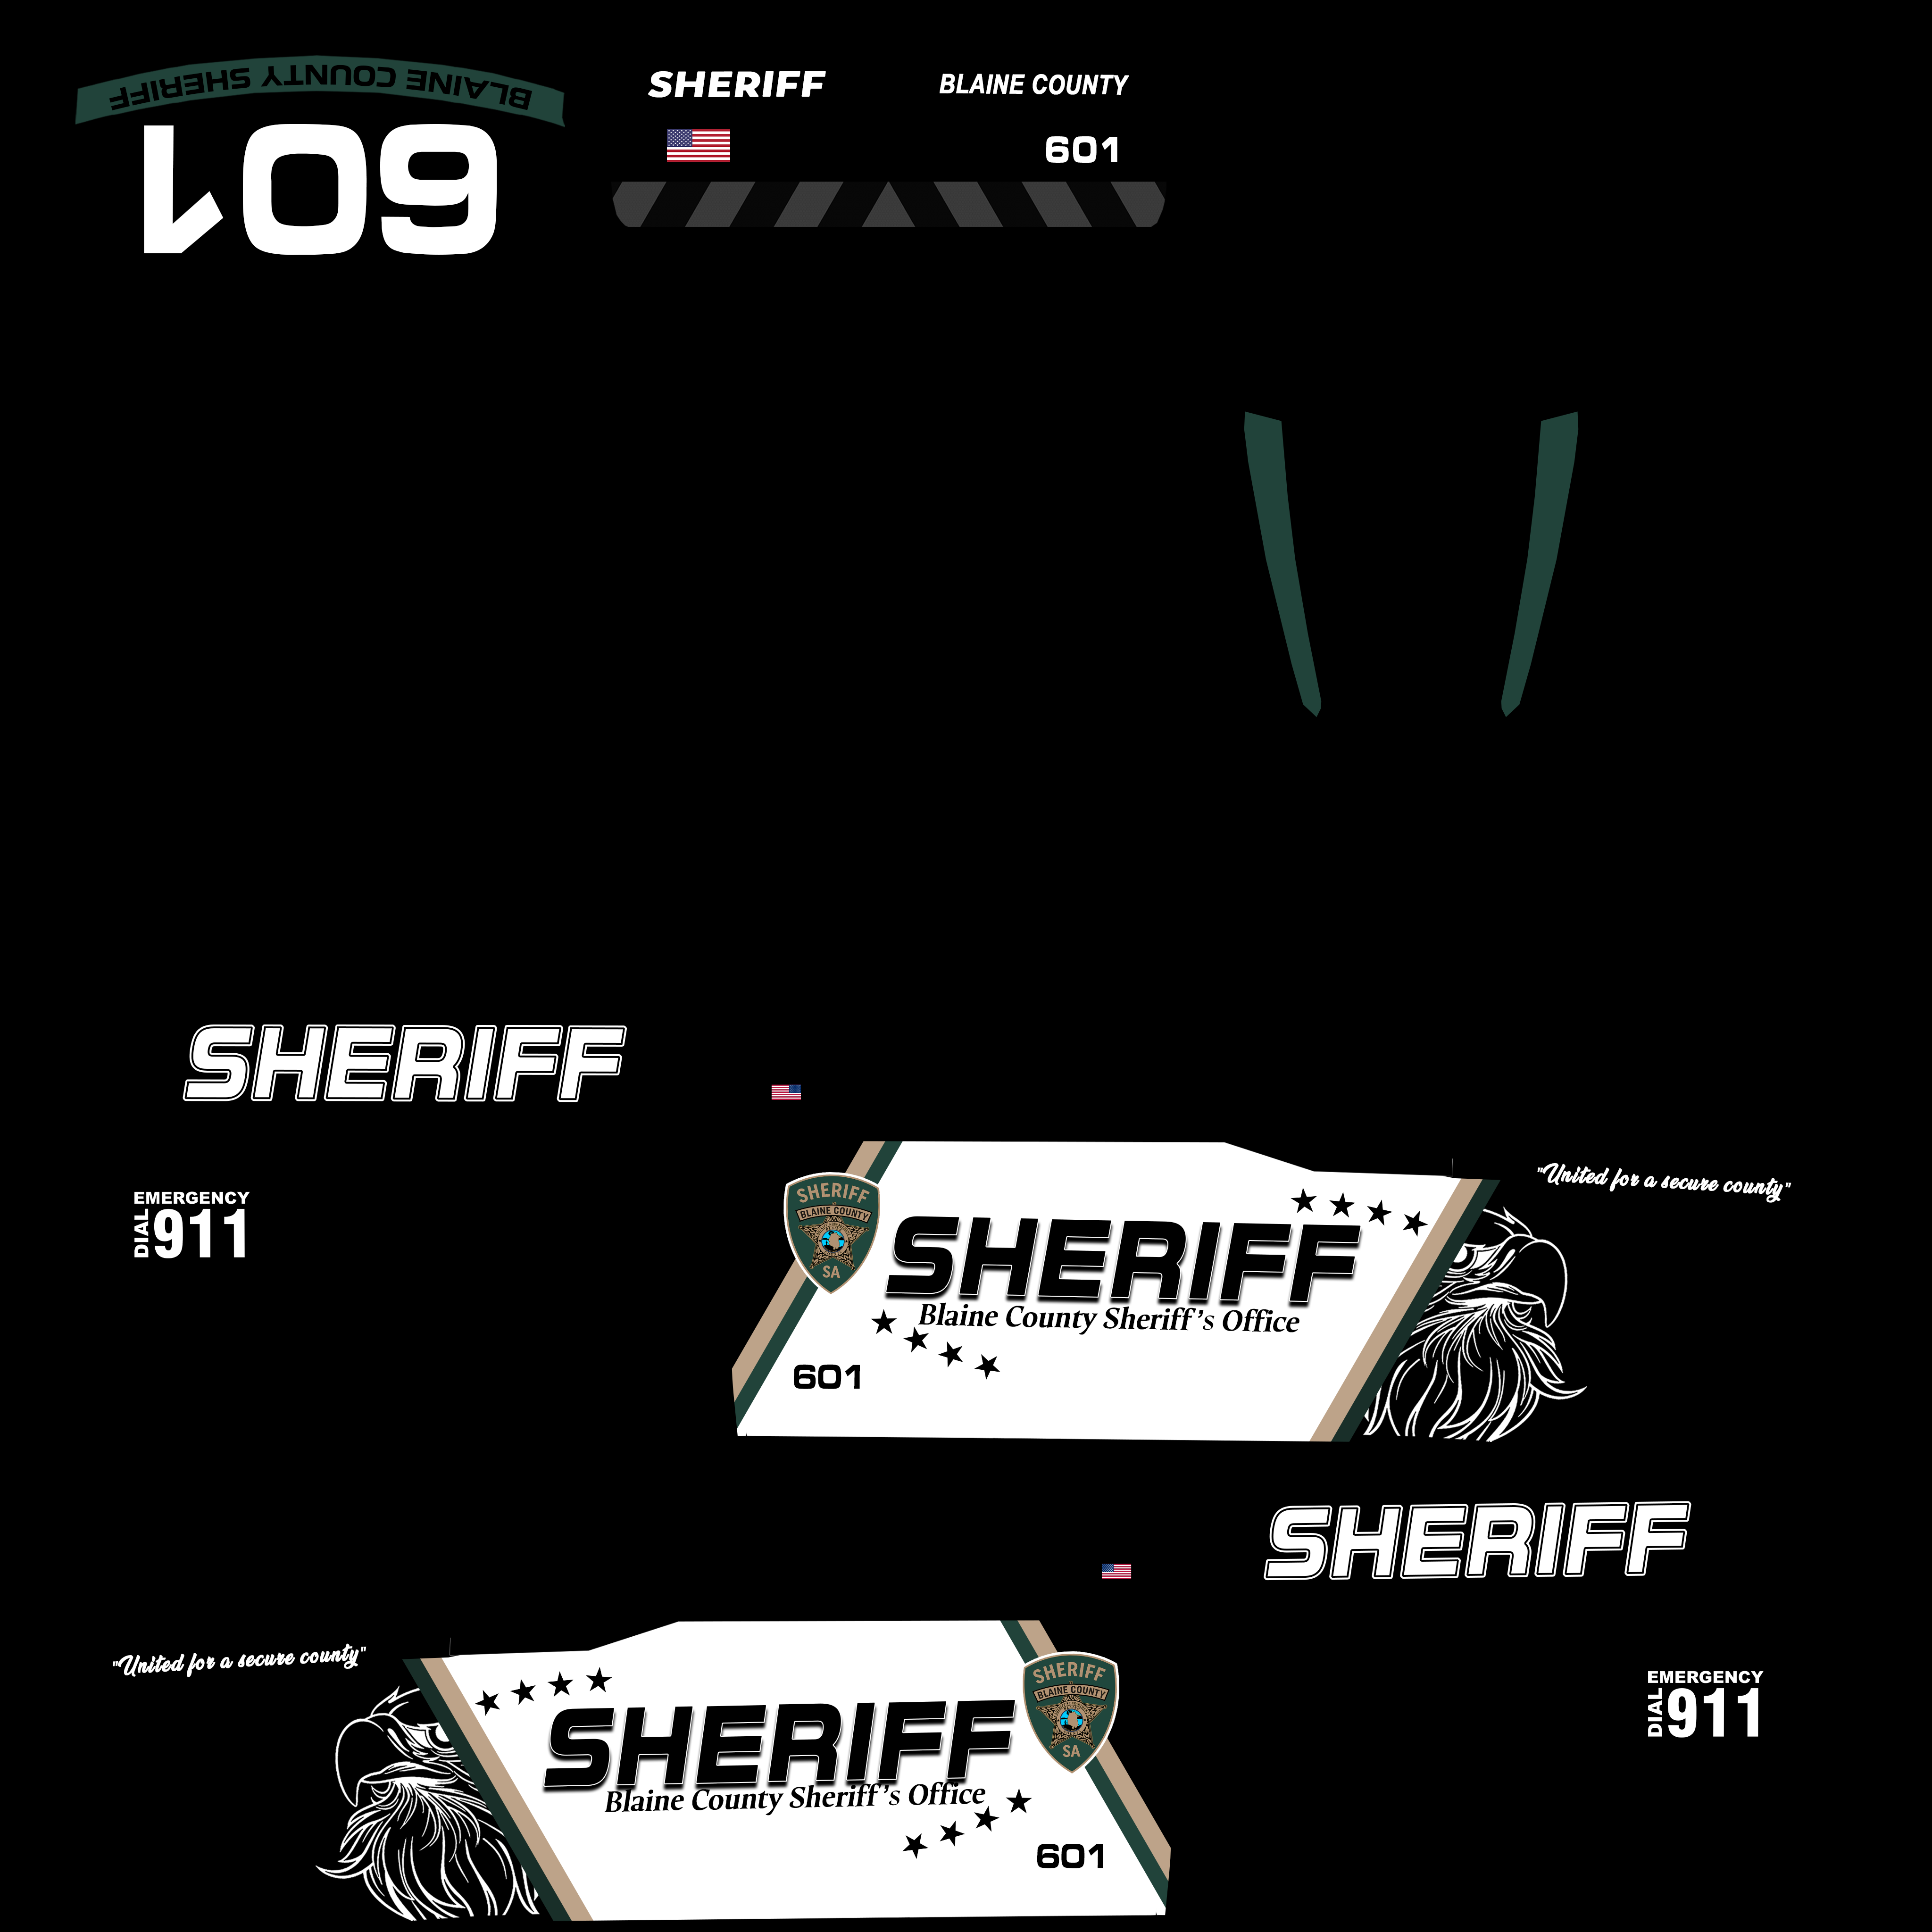 BLAINE COUNTY SHERIFF
601
SHERIFF
BLAINE COUNTY
601
SHERIFF
EMERGENCY
DIAL
911
SHERIFF
BLAINE COUNTY
SA
SHERIFF
Blaine County Sheriff's Office
601
"United for a secure county"
SHERIFF
"United for a secure county"
SHERIFF
Blaine County Sheriff's Office
601
SHERIFF
BLAINE COUNTY
SA
EMERGENCY
DIAL
911